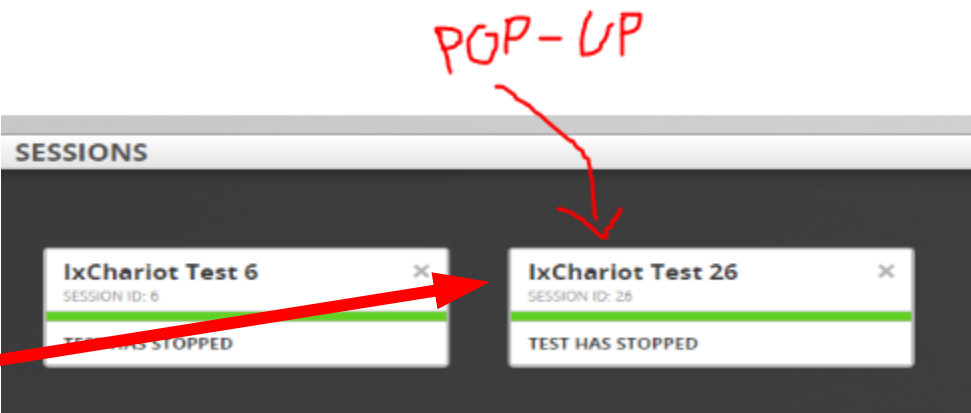 POP-UP
SESSIONS
IxChariot Test 6
SESSION ID: 6
TEST HAS STOPPED
IxChariot Test 26
SESSION ID: 26
TEST HAS STOPPED